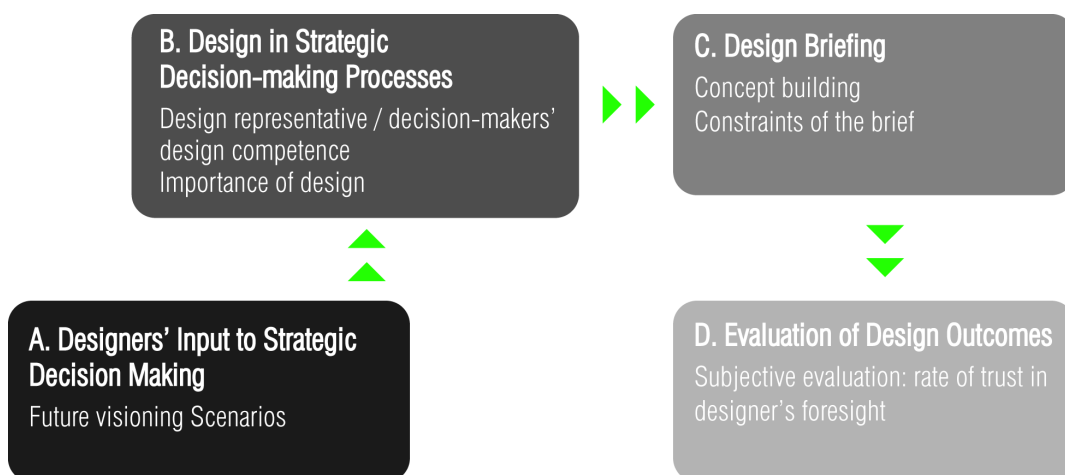 B. Design in Strategic
Decision-making Processes
Design representative / decision-makers’
design competence
Importance of design
C. Design Briefing
Concept building
Constraints of the brief
A. Designers’ Input to Strategic
Decision Making
Future visioning Scenarios
D. Evaluation of Design Outcomes
Subjective evaluation: rate of trust in
designer’s foresight